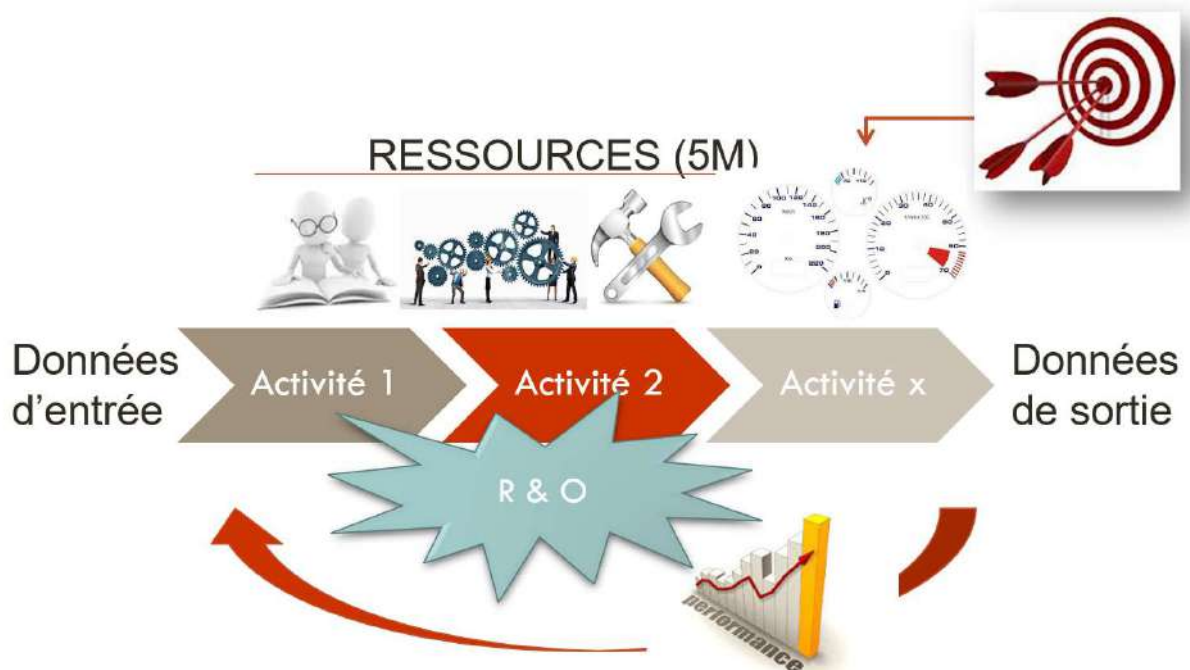 RESSOURCES (5M)
Données
d'entrée
Activité 1
Activité 2
Activité x
Données
de sortie
R & O
performance